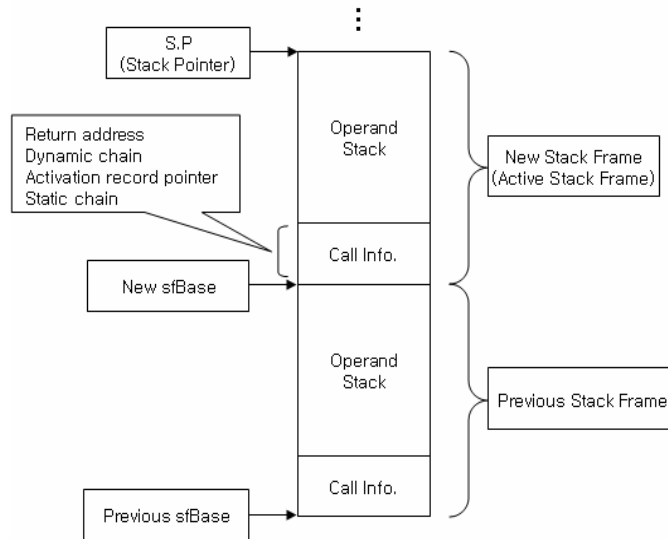 S.P
(Stack Pointer)
Operand
Stack
Return address
Dynamic chain
Activation record pointer
Static chain
New Stack Frame
(Active Stack Frame)
Call Info.
New sfBase
Operand
Stack
Previous Stack Frame
Call Info.
Previous sfBase